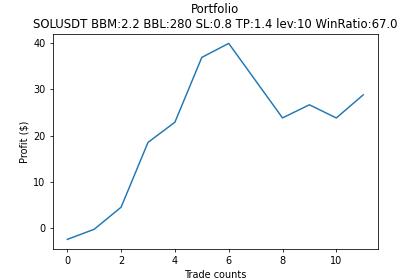 Portfolio
SOLUSDT BBM:2.2 BBL:280 SL:0.8 TP:1.4 lev:10 WinRatio:67.0
40
30
20
10
0
Profit ($)
0 2 4 6 8 10
Trade counts